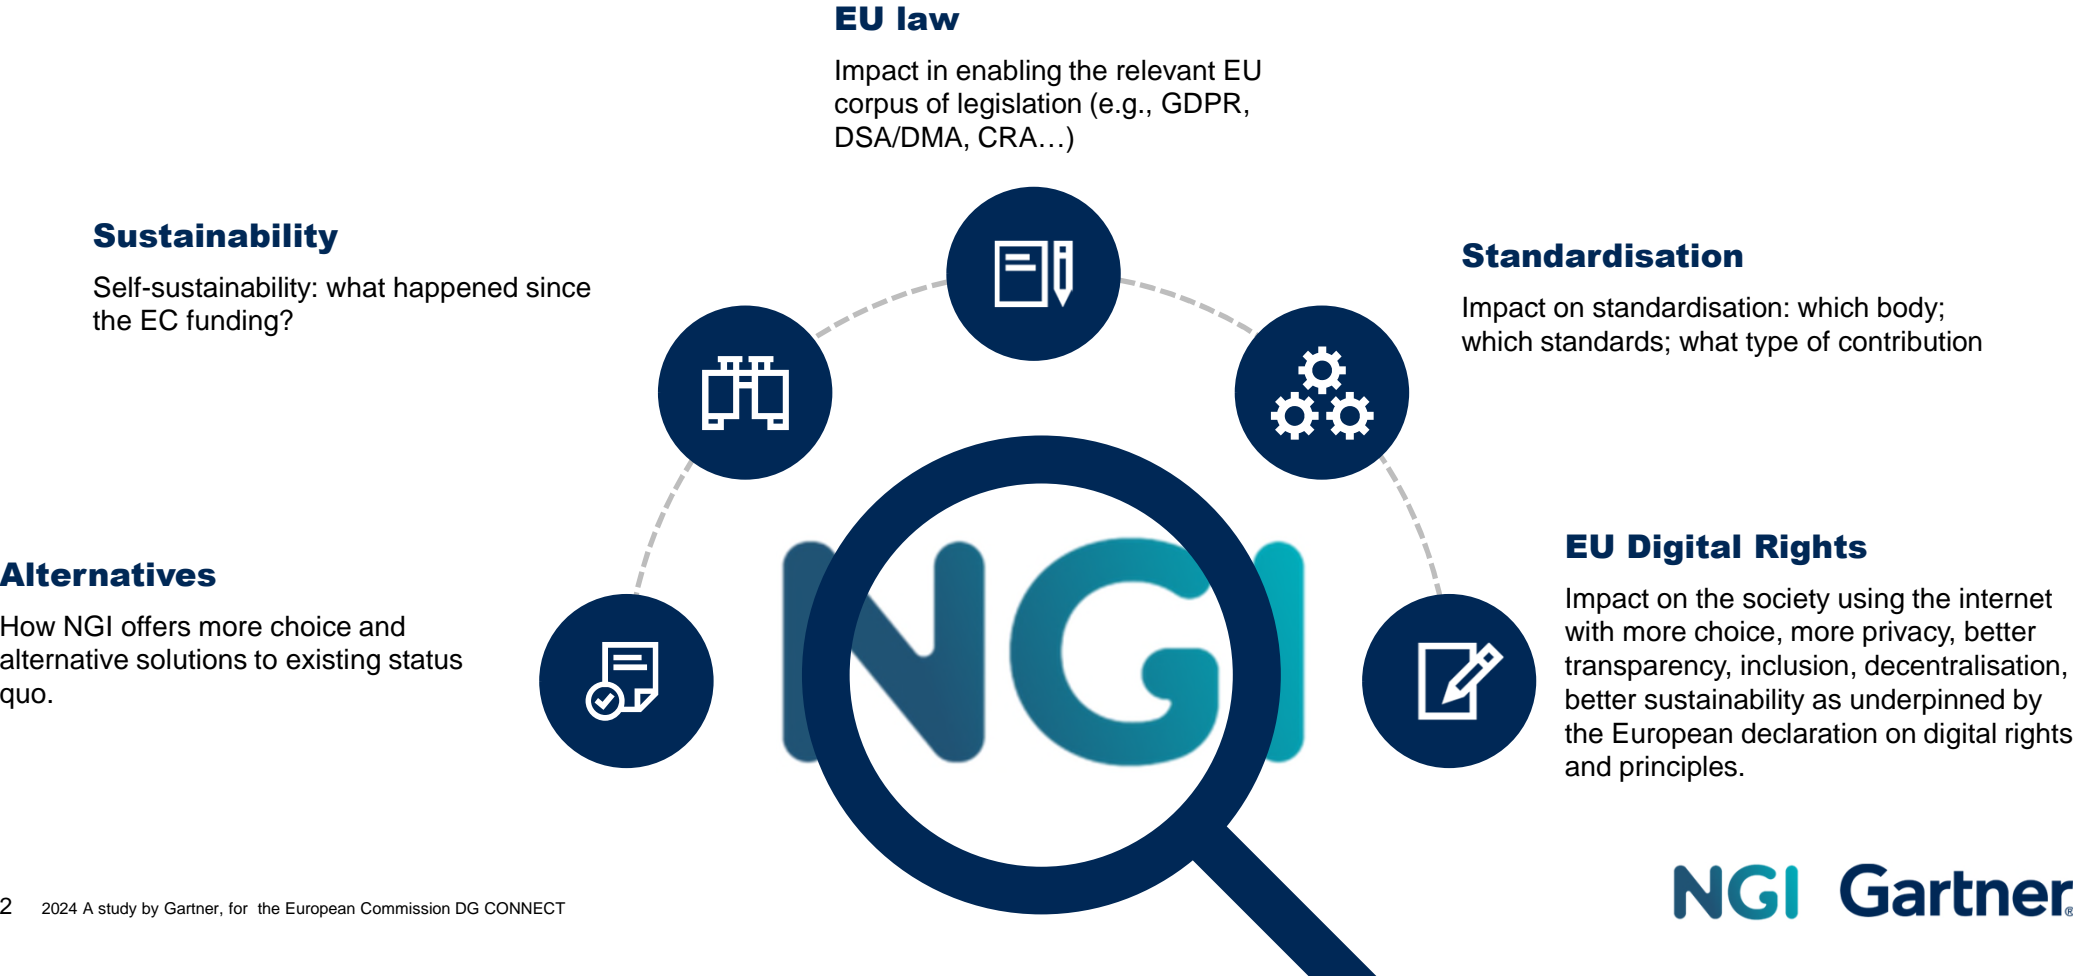 EU law
Impact in enabling the relevant EU
corpus of legislation (e.g., GDPR,
DSA/DMA, CRA…)
Sustainability
Self-sustainability: what happened since
the EC funding?
Standardisation
Impact on standardisation: which body;
which standards; what type of contribution
Alternatives
How NGI offers more choice and
alternative solutions to existing status
quo.
NGI
EU Digital Rights
Impact on the society using the internet
with more choice, more privacy, better
transparency, inclusion, decentralisation,
better sustainability as underpinned by
the European declaration on digital rights
and principles.
2 2024 A study by Gartner, for the European Commission DG CONNECT
NGI Gartner®